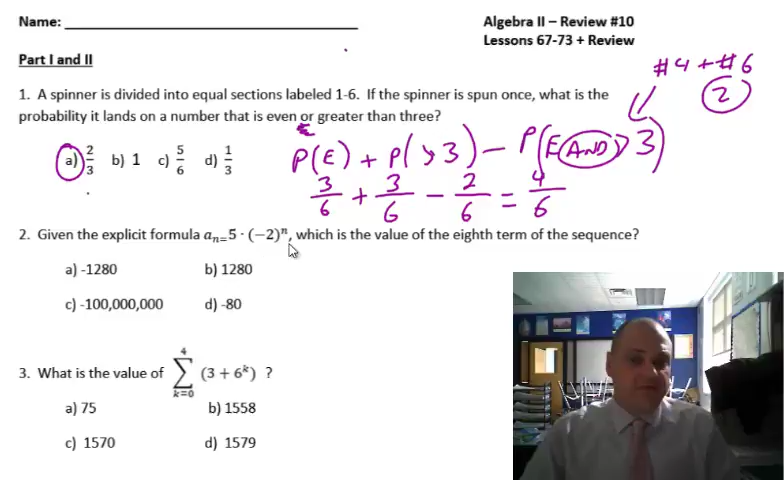 Name: ____________________
Algebra II – Review #10
Lessons 67-73 + Review
Part I and II
#4 + #6
2
1. A spinner is divided into equal sections labeled 1-6. If the spinner is spun once, what is the
probability it lands on a number that is even or greater than three?
a) 2/3 b) 1 c) 5/6 d) 1/3
P(E) + P(>3) - P(E AND > 3)
3/6 + 3/6 - 2/6 = 4/6
2. Given the explicit formula aₙ₌5 · (−2)ⁿ, which is the value of the eighth term of the sequence?
a) -1280 b) 1280
c) -100,000,000 d) -80
3. What is the value of ∑ k=0 4 (3 + 6ᵏ) ?
a) 75 b) 1558
c) 1570 d) 1579